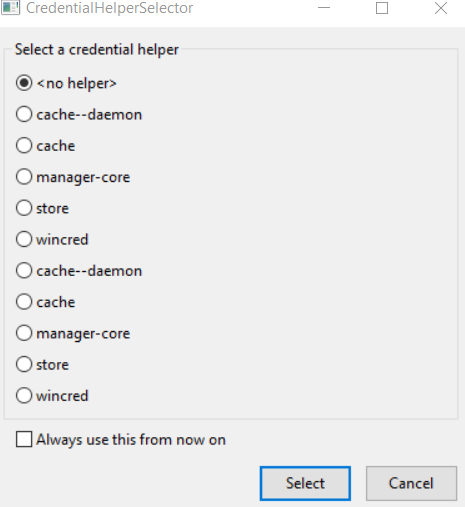 CredentialHelperSelector
Select a credential helper
<no helper>
cache--daemon
cache
manager-core
store
wincred
cache--daemon
cache
manager-core
store
wincred
Always use this from now on
Select
Cancel